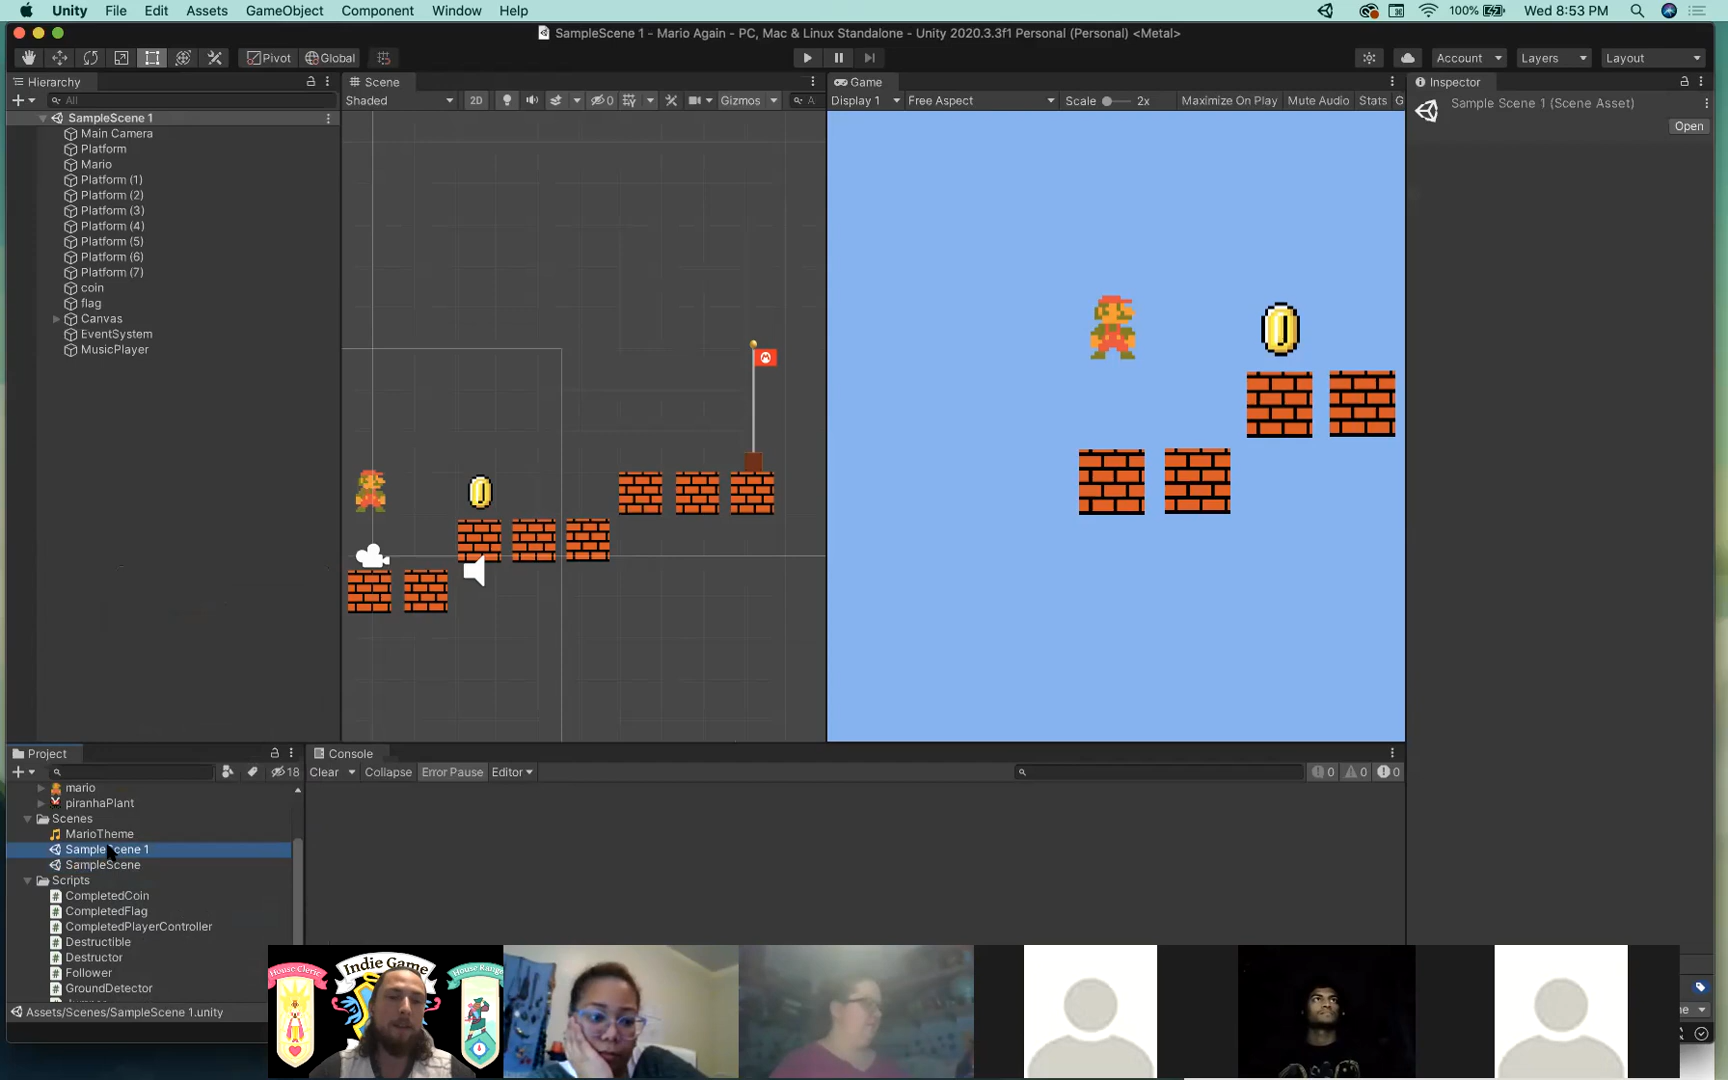 Unity File Edit Assets GameObject Component Window Help 100% Wed 8:53 PM
SampleScene 1 - Mario Again - PC, Mac & Linux Standalone - Unity 2020.3.3f1 Personal (Personal) <Metal>
Pivot Global Account Layers Layout
Hierarchy
All
SampleScene 1
Main Camera
Platform
Mario
Platform (1)
Platform (2)
Platform (3)
Platform (4)
Platform (5)
Platform (6)
Platform (7)
coin
flag
Canvas
EventSystem
MusicPlayer
Scene
Shaded 2D 0 Gizmos A
Game
Display 1 Free Aspect Scale 2x Maximize On Play Mute Audio Stats G
Inspector
Sample Scene 1 (Scene Asset)
Open
Project
18
mario
piranhaPlant
Scenes
MarioTheme
SampleScene 1
SampleScene
Scripts
CompletedCoin
CompletedFlag
CompletedPlayerController
Destructible
Destructor
Follower
GroundDetector
Assets/Scenes/SampleScene 1.unity
Console
Clear Collapse Error Pause Editor 0 0 0
House Cleric
Indie Game
House Range